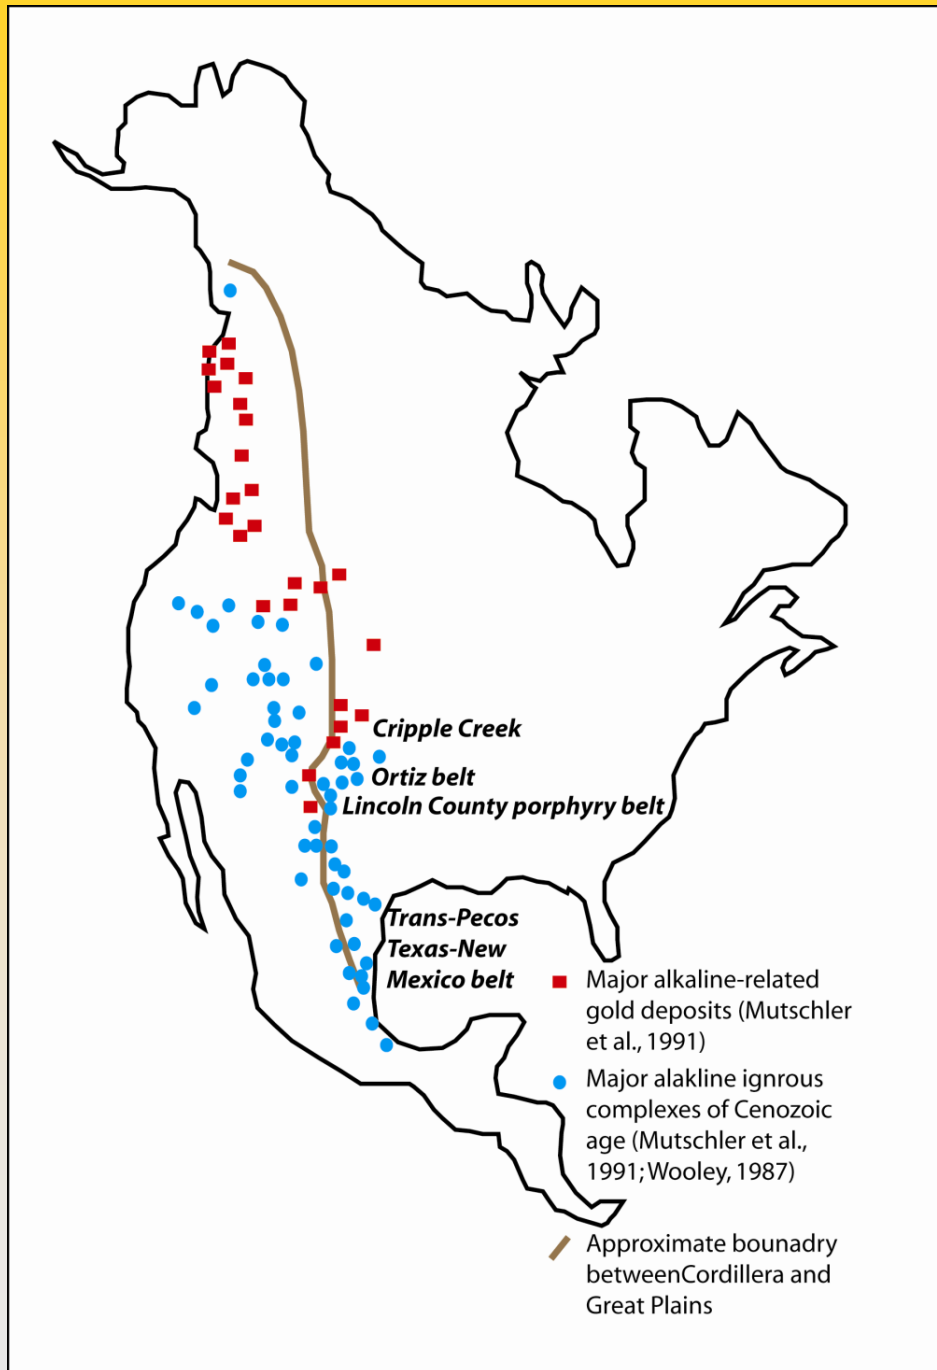 Cripple Creek
Ortiz belt
Lincoln County porphyry belt
Trans-Pecos
Texas-New
Mexico belt
Major alkaline-related
gold deposits (Mutschler
et al., 1991)
Major alakline ignrous
complexes of Cenozoic
age (Mutschler et al.,
1991; Wooley, 1987)
Approximate bounadry
betweenCordillera and
Great Plains